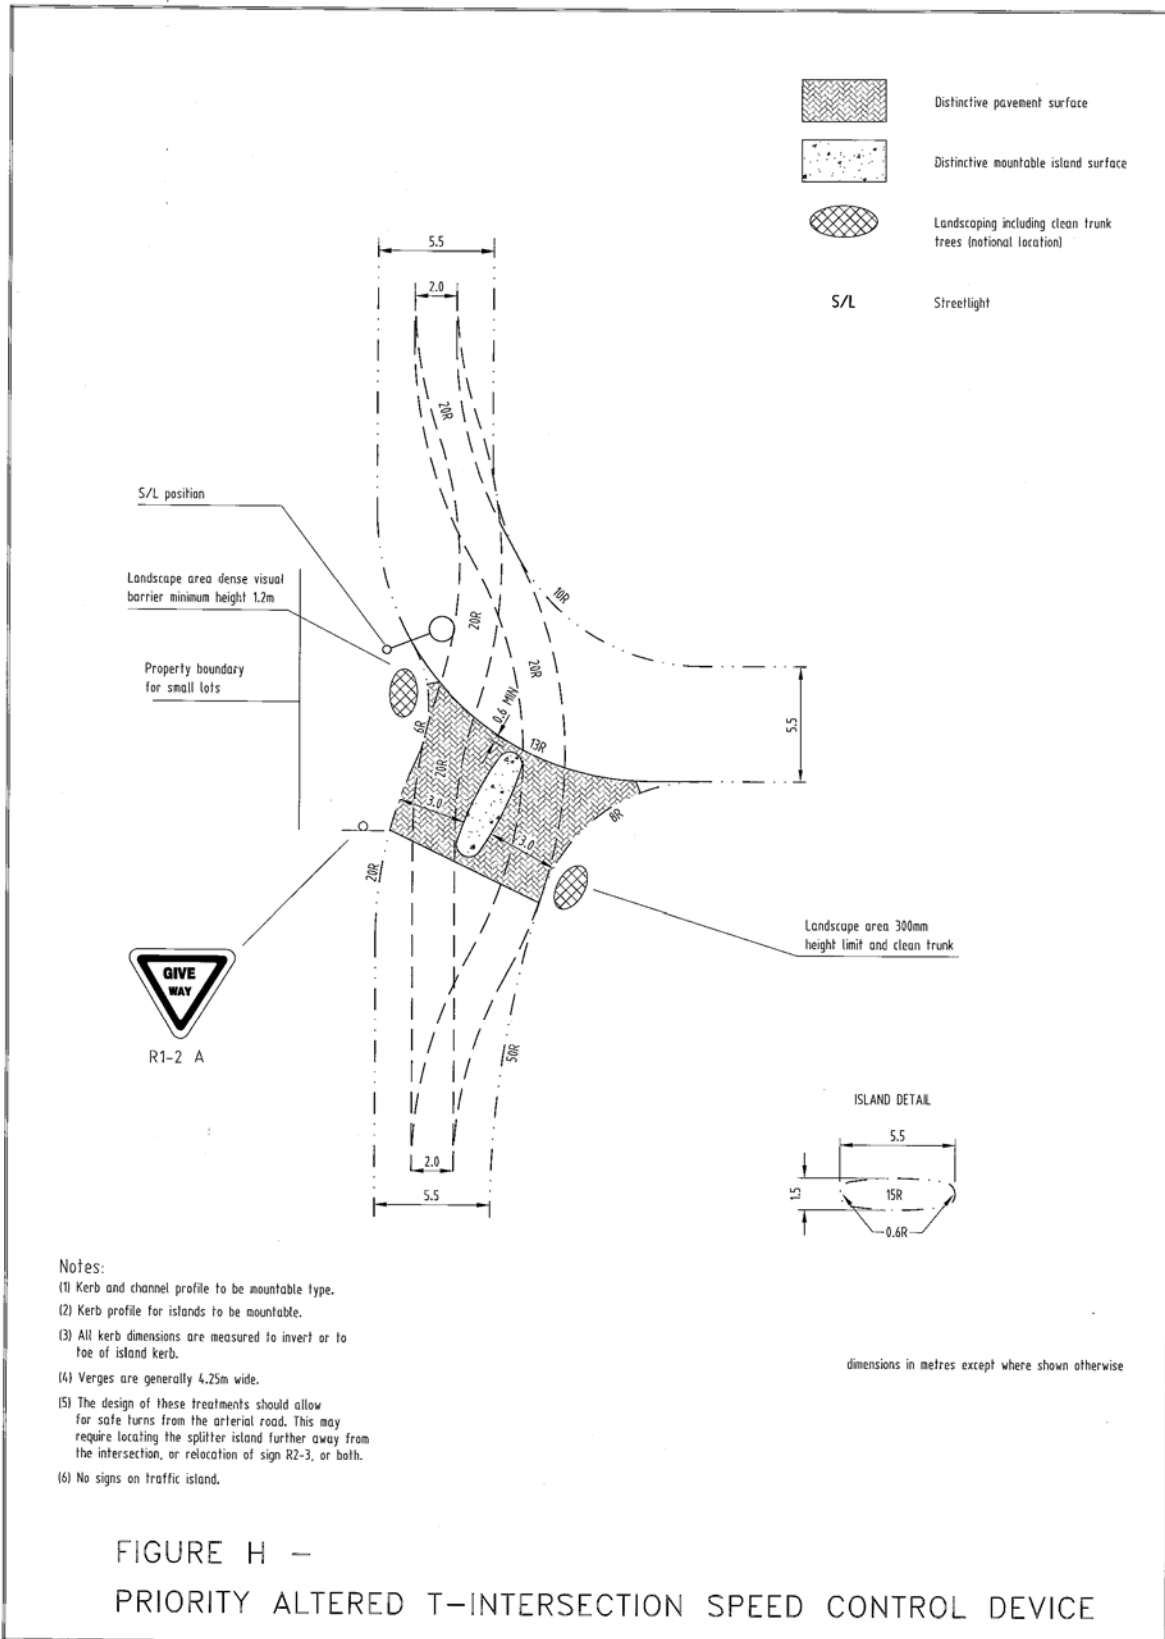 Distinctive pavement surface
Distinctive mountable island surface
Landscaping including clean trunk
trees (notional location)
S/L
Streetlight
5.5
2.0
20R
S/L position
Landscape area dense visual
barrier minimum height 1.2m
10R
20R
20R
Property boundary
for small lots
0.6 MIN
6R
13R
5.5
20R
3.0
8R
3.0
20R
Landscape area 300mm
height limit and clean trunk
GIVE
WAY
R1-2 A
50R
ISLAND DETAIL
5.5
1.5
15R
0.6R
2.0
5.5
Notes:
(1) Kerb and channel profile to be mountable type.
(2) Kerb profile for islands to be mountable.
(3) All kerb dimensions are measured to invert or to
toe of island kerb.
(4) Verges are generally 4.25m wide.
(5) The design of these treatments should allow
for safe turns from the arterial road. This may
require locating the splitter island further away from
the intersection, or relocation of sign R2-3, or both.
(6) No signs on traffic island.
dimensions in metres except where shown otherwise
FIGURE H –
PRIORITY ALTERED T–INTERSECTION SPEED CONTROL DEVICE